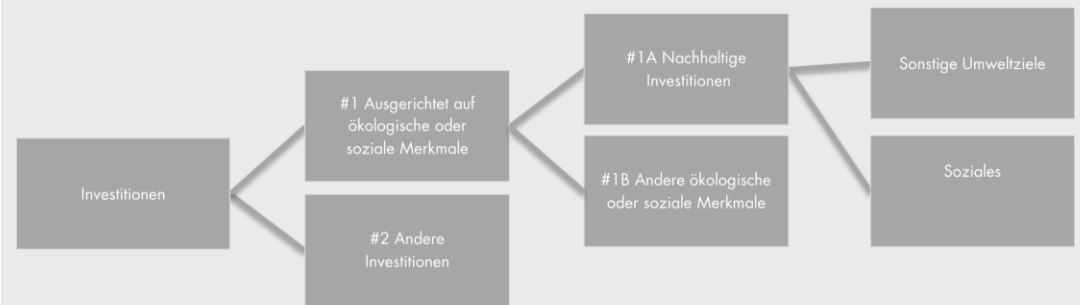 Investitionen
#1 Ausgerichtet auf
ökologische oder
soziale Merkmale
#2 Andere
Investitionen
#1A Nachhaltige
Investitionen
#1B Andere ökologische
oder soziale Merkmale
Sonstige Umweltziele
Soziales